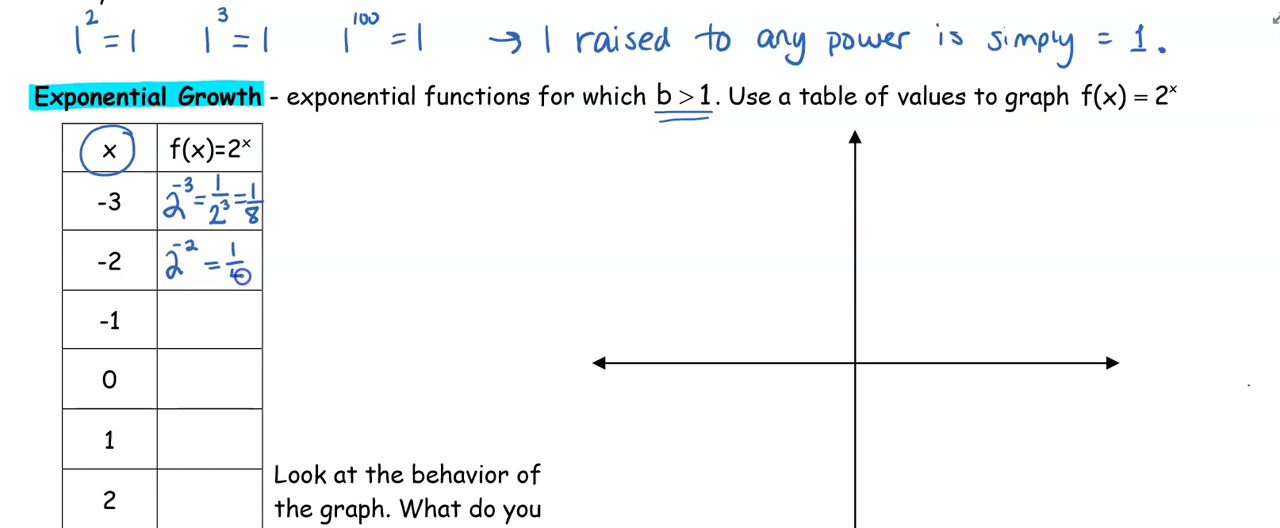 1² = 1 1³ = 1 1¹⁰⁰ = 1 → 1 raised to any power is simply = 1.
Exponential Growth - exponential functions for which b > 1. Use a table of values to graph f(x) = 2ˣ
x f(x)=2ˣ
-3 2⁻³ = 1/2³ = 1/8
-2 2⁻² = 1/4
-1
0
1
2
Look at the behavior of
the graph. What do you